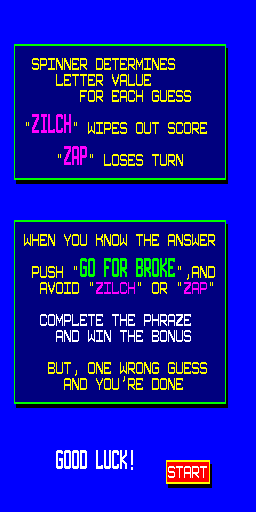 SPINNER DETERMINES
LETTER VALUE
FOR EACH GUESS
"ZILCH" WIPES OUT SCORE
"ZAP" LOSES TURN
WHEN YOU KNOW THE ANSWER
PUSH "GO FOR BROKE",AND
AVOID "ZILCH" OR "ZAP"
COMPLETE THE PHRAZE
AND WIN THE BONUS
BUT, ONE WRONG GUESS
AND YOU'RE DONE
GOOD LUCK!
START